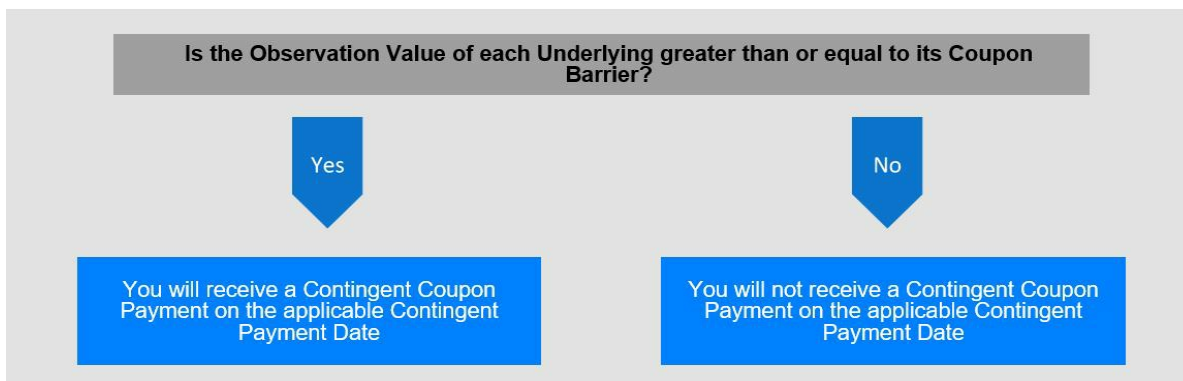 Is the Observation Value of each Underlying greater than or equal to its Coupon
Barrier?
Yes
No
You will receive a Contingent Coupon
Payment on the applicable Contingent
Payment Date
You will not receive a Contingent Coupon
Payment on the applicable Contingent
Payment Date